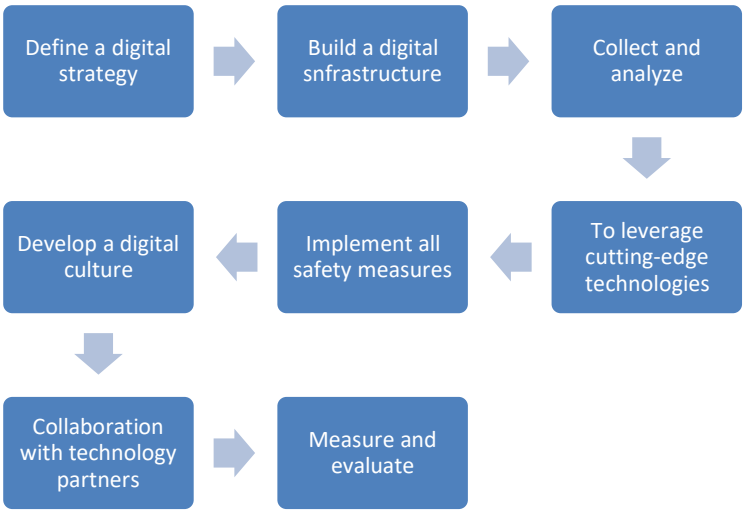 Define a digital
strategy
Build a digital
snfrastructure
Collect and
analyze
To leverage
cutting-edge
technologies
Implement all
safety measures
Develop a digital
culture
Collaboration
with technology
partners
Measure and
evaluate